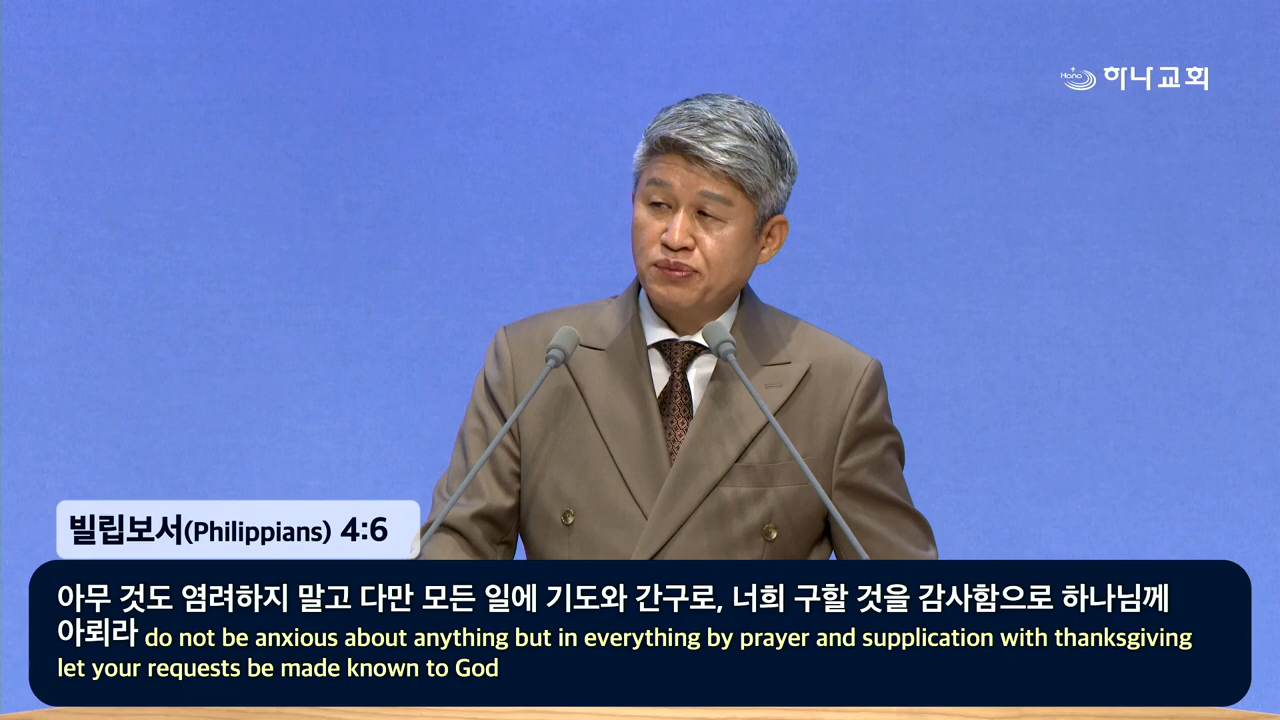 Hana 하나교회
빌립보서(Philippians) 4:6
아무 것도 염려하지 말고 다만 모든 일에 기도와 간구로, 너희 구할 것을 감사함으로 하나님께
아뢰라 do not be anxious about anything but in everything by prayer and supplication with thanksgiving
let your requests be made known to God